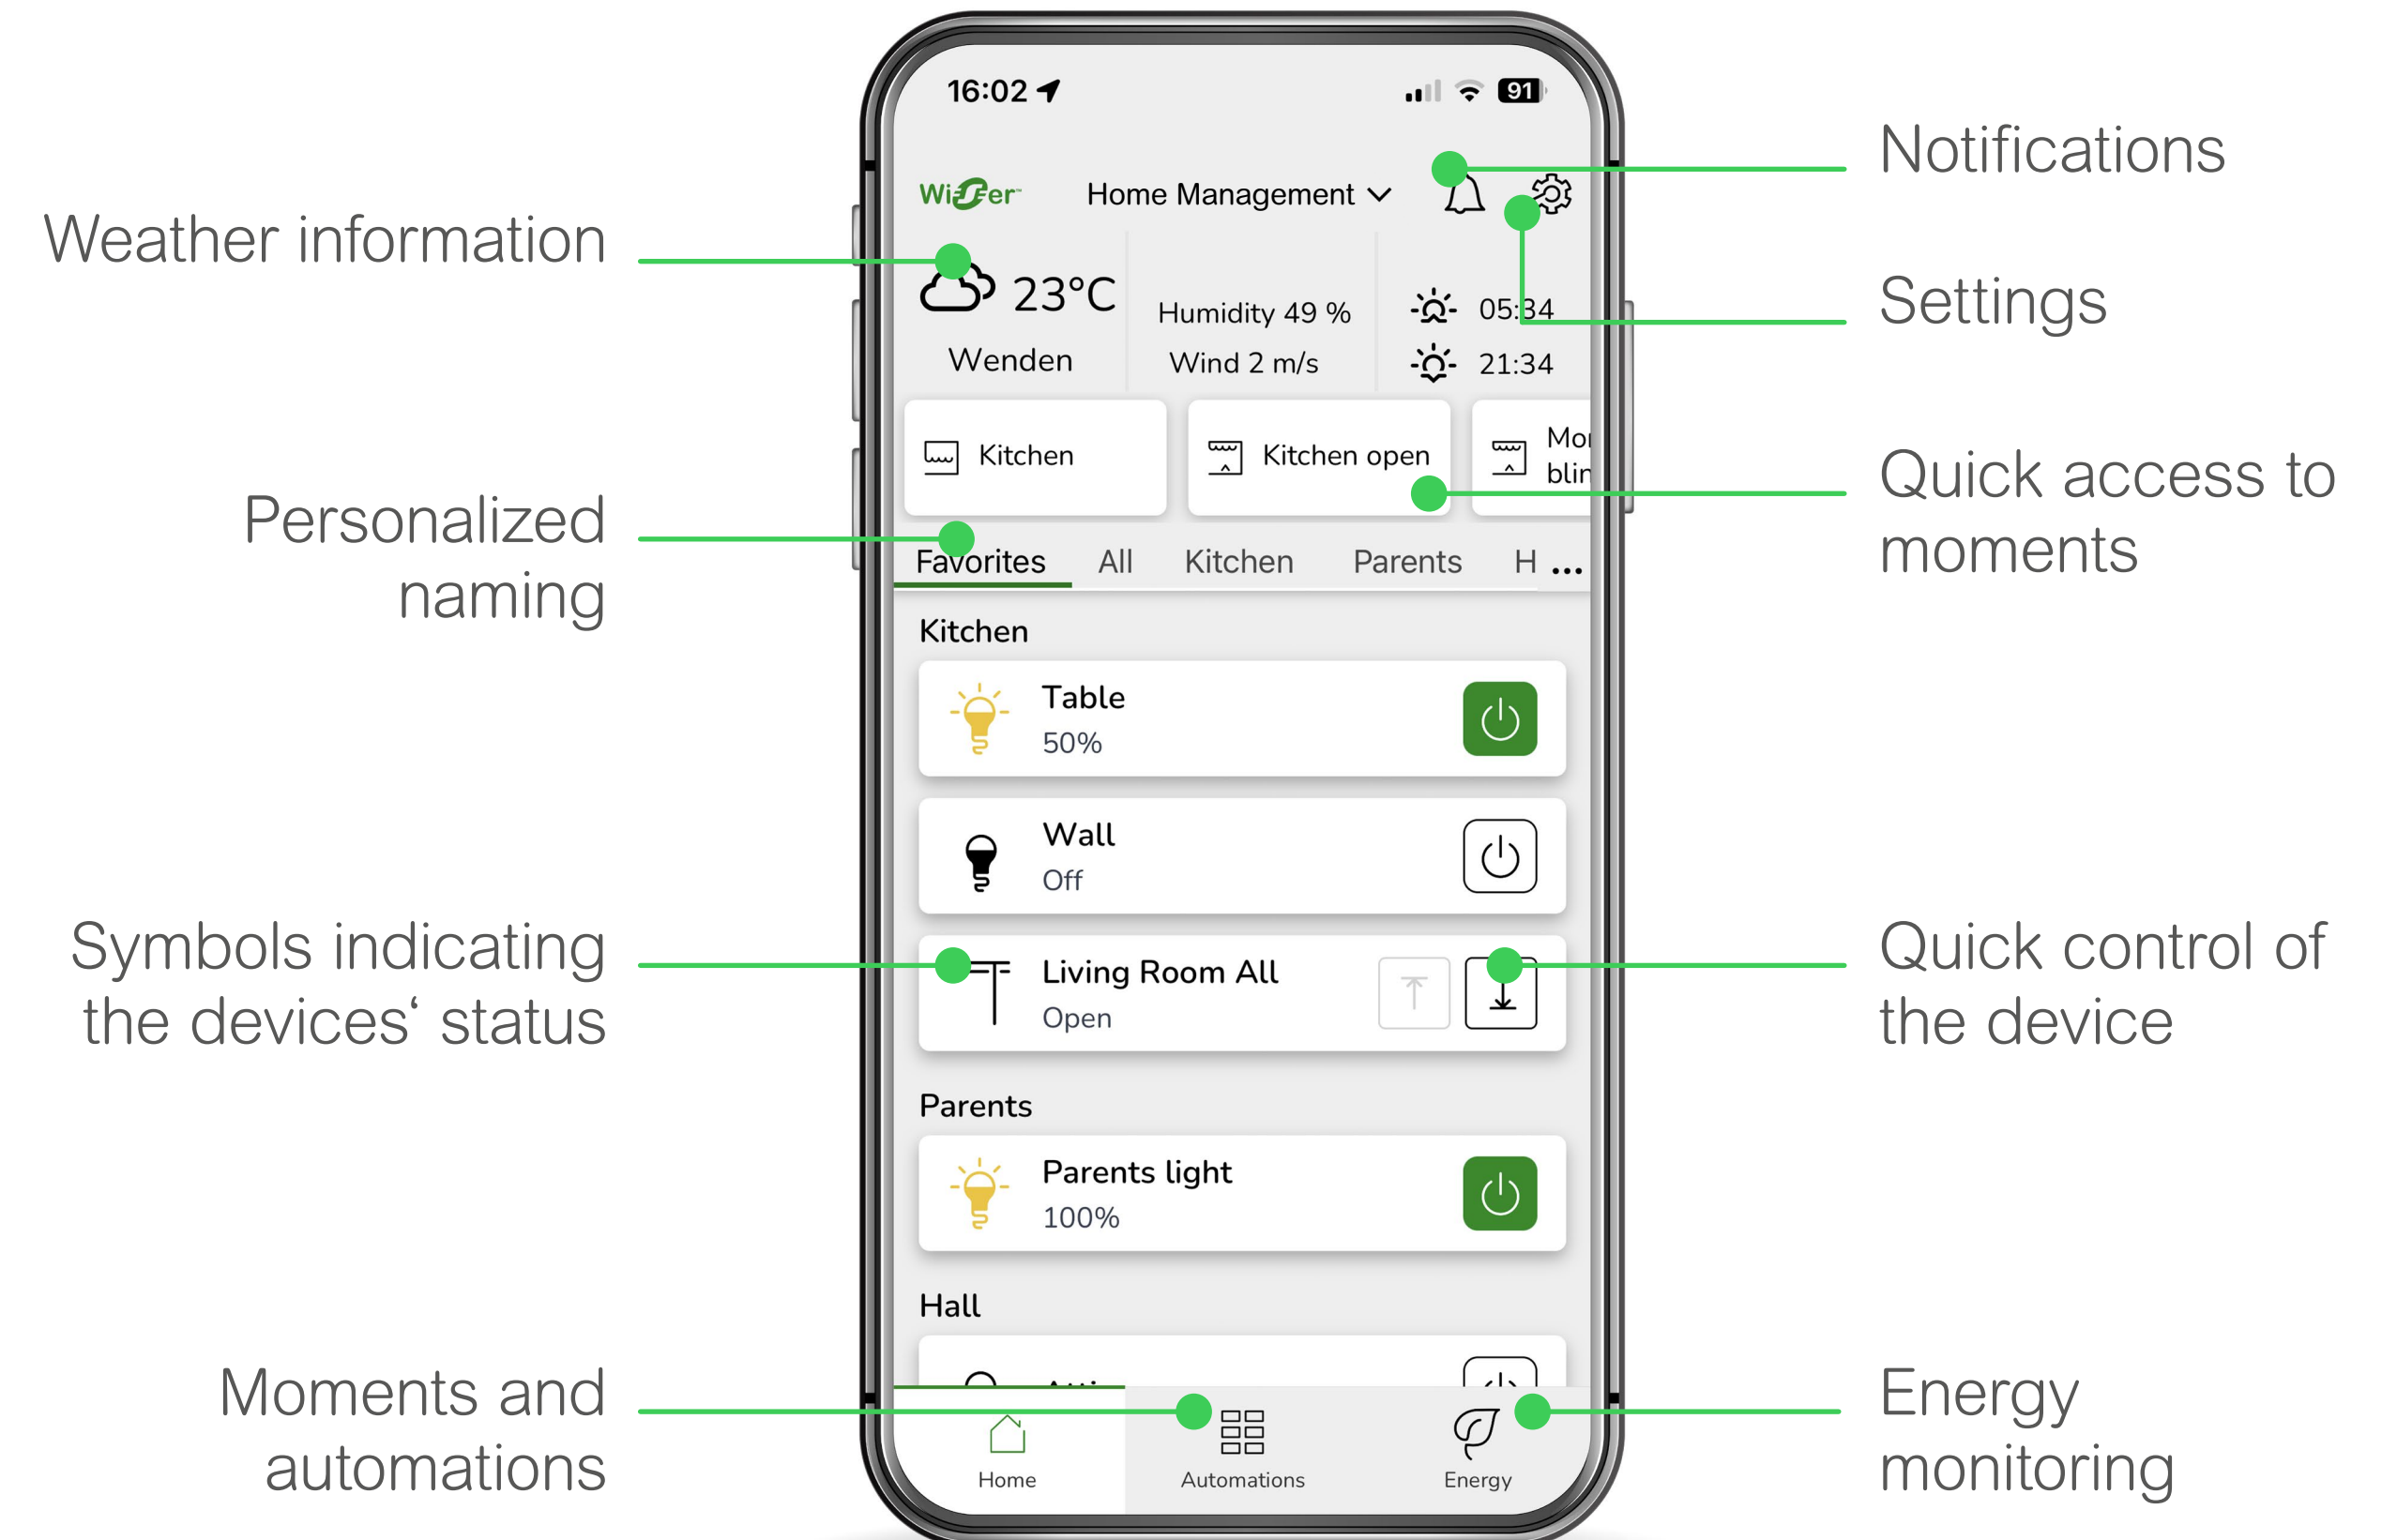 16:02
91
Notifications
Wiser™
Home Management
Weather information
Settings
23°C
Humidity 49 %
05:34
Wenden
Wind 2 m/s
21:34
Kitchen
Kitchen open
Quick access to
moments
Personalized
naming
Favorites
All
Kitchen
Parents
H ...
Kitchen
Table
50%
Wall
Off
Symbols indicating
the devices‘ status
Living Room All
Open
Quick control of
the device
Parents
Parents light
100%
Hall
Moments and
automations
Home
Automations
Energy
Energy
monitoring